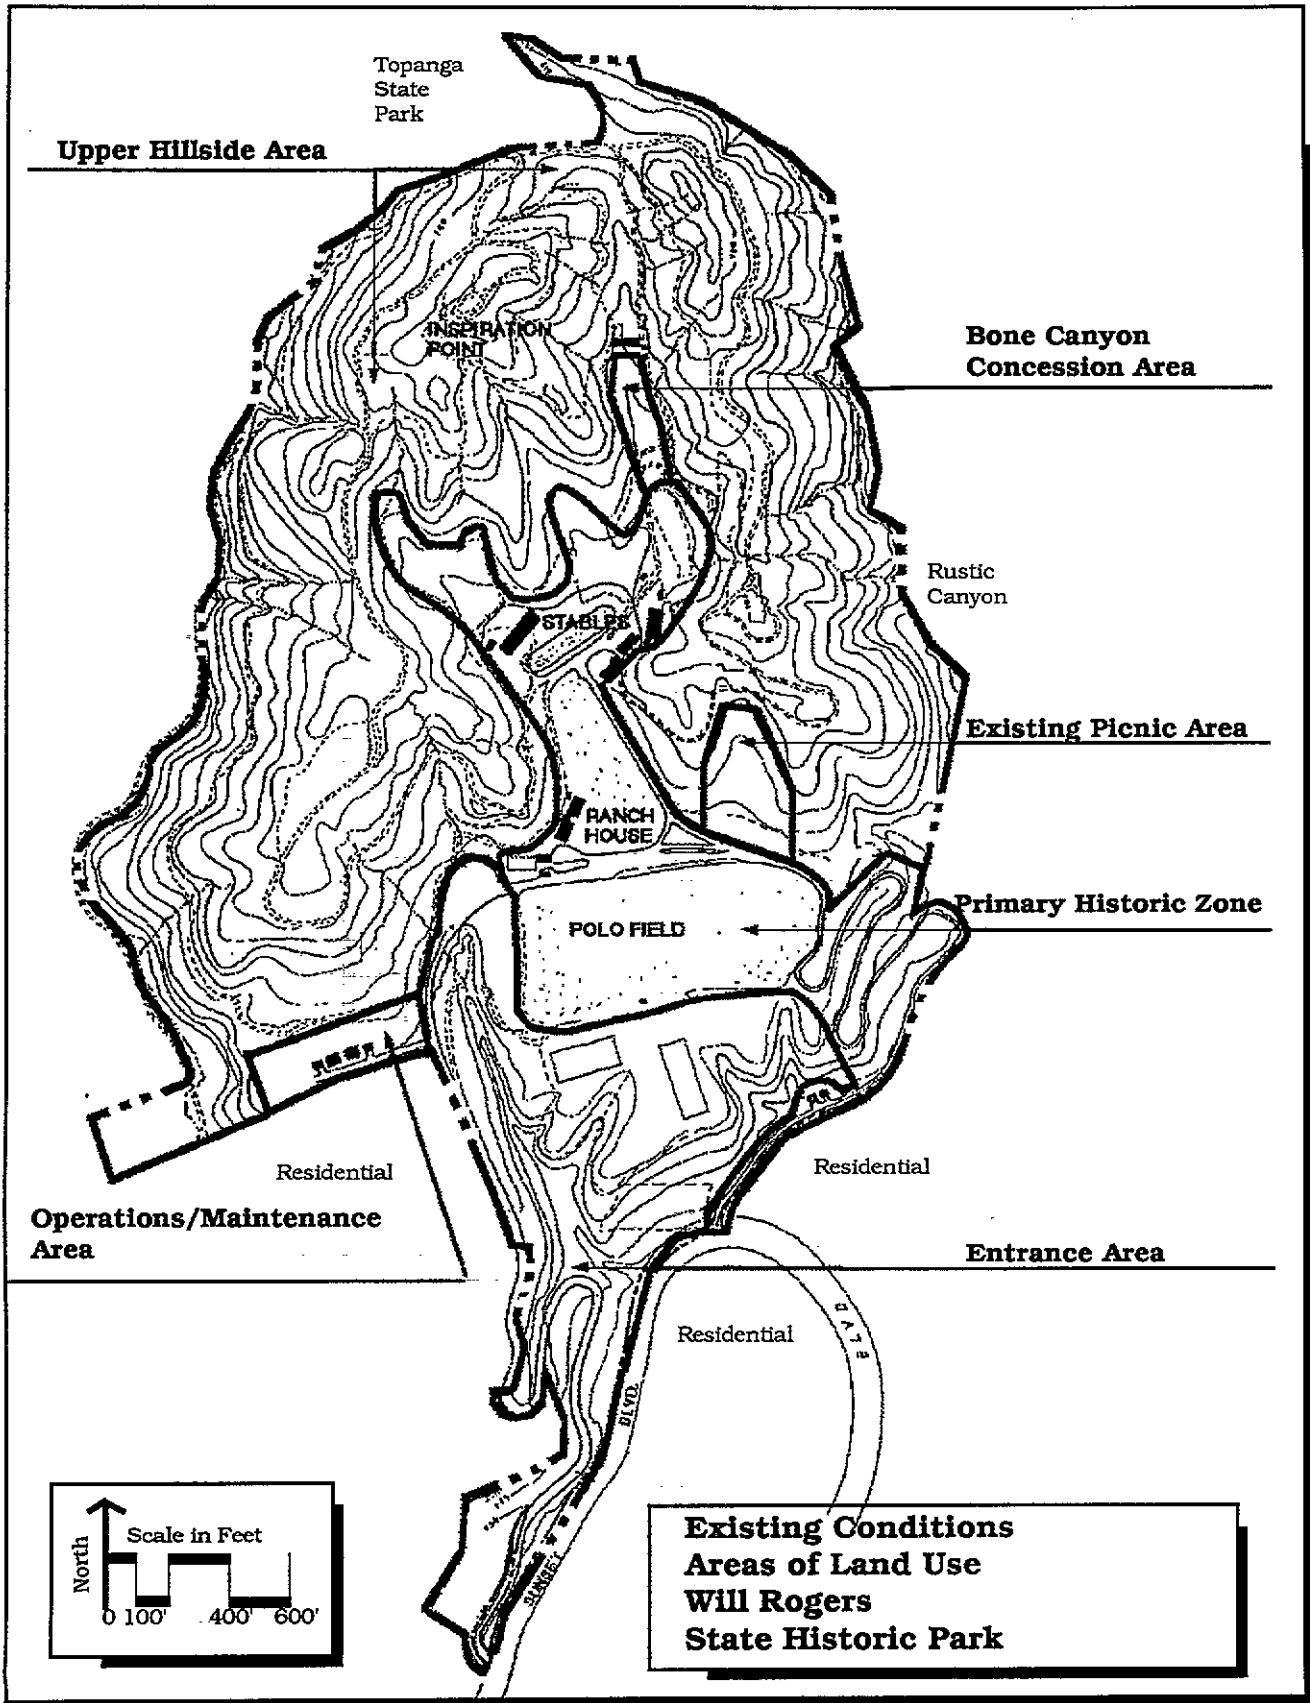 Topanga
State
Park
Upper Hillside Area
INSPIRATION
POINT
Bone Canyon
Concession Area
Rustic
Canyon
STABLES
Existing Picnic Area
RANCH
HOUSE
Primary Historic Zone
POLO FIELD
Residential
Residential
Operations/Maintenance
Area
Entrance Area
Residential
BLVD.
SUNSET
North
Scale in Feet
0 100' 400' 600'
Existing Conditions
Areas of Land Use
Will Rogers
State Historic Park